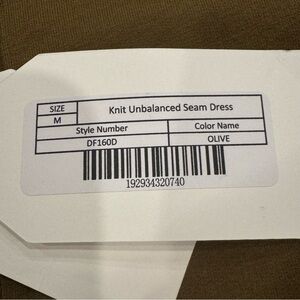 SIZE
Knit Unbalanced Seam Dress
M
Style Number
Color Name
DF160D
OLIVE
192934320740